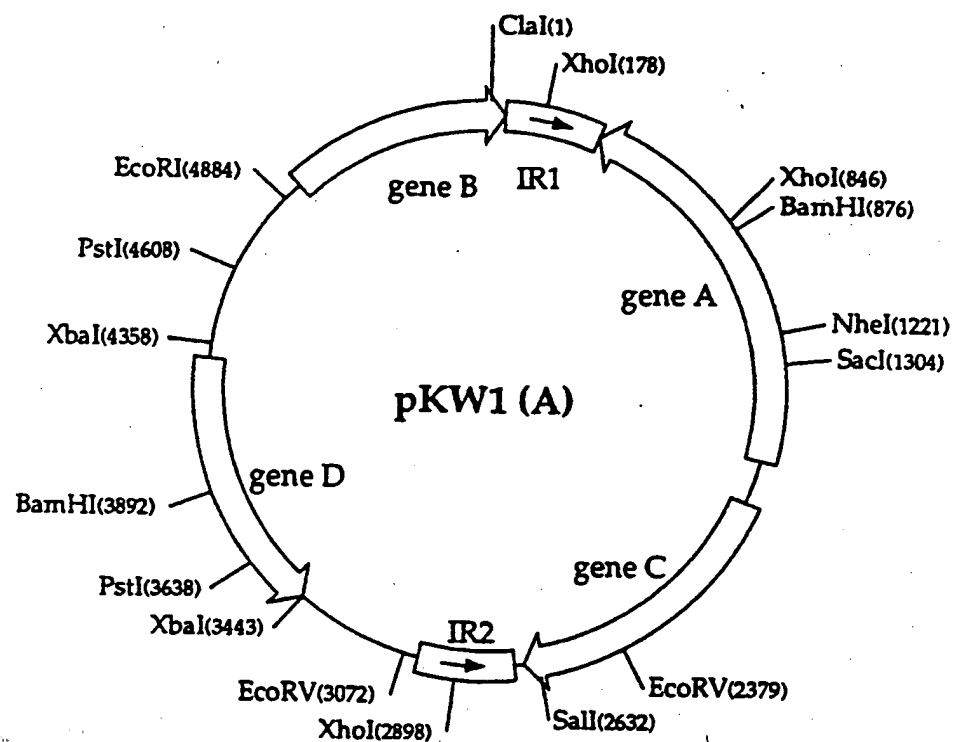 ClaI(1)
XhoI(178)
EcoRI(4884)
gene B
IR1
XhoI(846)
BamHI(876)
PstI(4608)
gene A
XbaI(4358)
NheI(1221)
SacI(1304)
pKW1 (A)
gene D
BamHI(3892)
gene C
PstI(3638)
XbaI(3443)
IR2
EcoRV(3072)
EcoRV(2379)
XhoI(2898)
SalI(2632)